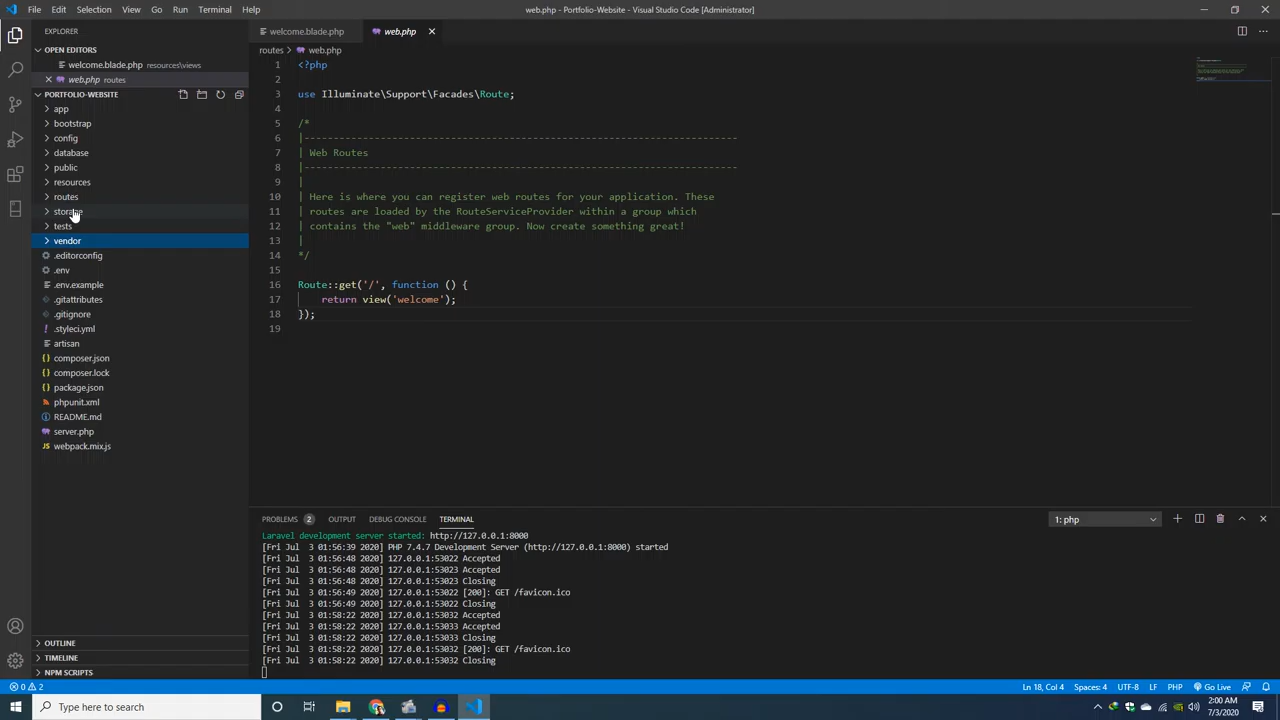 File Edit Selection View Go Run Terminal Help
web.php - Portfolio-Website - Visual Studio Code [Administrator]
EXPLORER
OPEN EDITORS
welcome.blade.php resources\views
web.php routes
PORTFOLIO-WEBSITE
app
bootstrap
config
database
public
resources
routes
storage
tests
vendor
.editorconfig
.env
.env.example
.gitattributes
.gitignore
.styleci.yml
artisan
composer.json
composer.lock
package.json
phpunit.xml
README.md
server.php
webpack.mix.js
OUTLINE
TIMELINE
NPM SCRIPTS
welcome.blade.php web.php
routes > web.php
1 <?php
2
3 use Illuminate\Support\Facades\Route;
4
5 /*
6 |--------------------------------------------------------------------------
7 | Web Routes
8 |--------------------------------------------------------------------------
9 |
10 | Here is where you can register web routes for your application. These
11 | routes are loaded by the RouteServiceProvider within a group which
12 | contains the "web" middleware group. Now create something great!
13 |
14 */
15
16 Route::get('/', function () {
17 return view('welcome');
18 });
19
PROBLEMS 2 OUTPUT DEBUG CONSOLE TERMINAL 1: php
Laravel development server started: http://127.0.0.1:8000
[Fri Jul 3 01:56:39 2020] PHP 7.4.7 Development Server (http://127.0.0.1:8000) started
[Fri Jul 3 01:56:48 2020] 127.0.0.1:53022 Accepted
[Fri Jul 3 01:56:48 2020] 127.0.0.1:53023 Accepted
[Fri Jul 3 01:56:48 2020] 127.0.0.1:53023 Closing
[Fri Jul 3 01:56:49 2020] 127.0.0.1:53022 [200]: GET /favicon.ico
[Fri Jul 3 01:56:49 2020] 127.0.0.1:53022 Closing
[Fri Jul 3 01:58:22 2020] 127.0.0.1:53032 Accepted
[Fri Jul 3 01:58:22 2020] 127.0.0.1:53033 Accepted
[Fri Jul 3 01:58:22 2020] 127.0.0.1:53033 Closing
[Fri Jul 3 01:58:22 2020] 127.0.0.1:53032 [200]: GET /favicon.ico
[Fri Jul 3 01:58:22 2020] 127.0.0.1:53032 Closing
0 2 Ln 18, Col 4 Spaces: 4 UTF-8 LF PHP Go Live
Type here to search
2:00 AM
7/3/2020